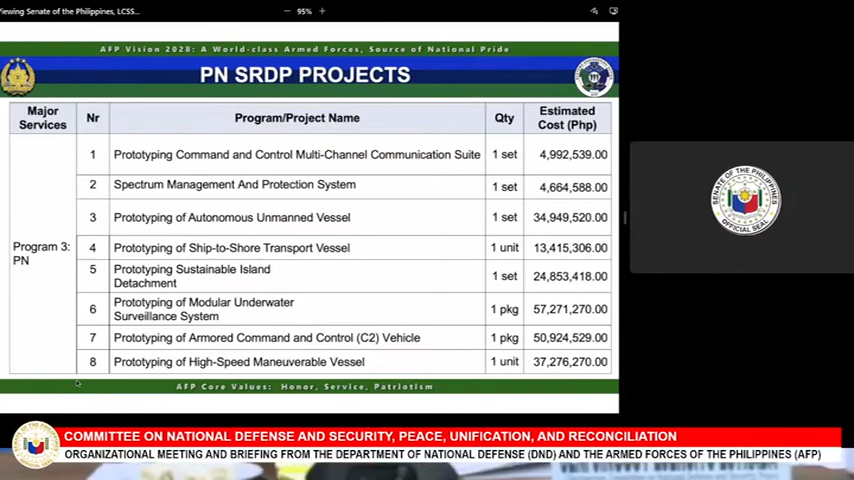 Viewing Senate of the Philippines, LCSS...
95%
AFP Vision 2028: A World-class Armed Forces, Source of National Pride
PN SRDP PROJECTS
Major Services Nr Program/Project Name Qty Estimated Cost (Php)
Program 3: PN
1 Prototyping Command and Control Multi-Channel Communication Suite 1 set 4,992,539.00
2 Spectrum Management And Protection System 1 set 4,664,588.00
3 Prototyping of Autonomous Unmanned Vessel 1 set 34,949,520.00
4 Prototyping of Ship-to-Shore Transport Vessel 1 unit 13,415,306.00
5 Prototyping Sustainable Island Detachment 1 set 24,853,418.00
6 Prototyping of Modular Underwater Surveillance System 1 pkg 57,271,270.00
7 Prototyping of Armored Command and Control (C2) Vehicle 1 pkg 50,924,529.00
8 Prototyping of High-Speed Maneuverable Vessel 1 unit 37,276,270.00
AFP Core Values: Honor, Service, Patriotism
SENATE OF THE PHILIPPINES
OFFICIAL SEAL
COMMITTEE ON NATIONAL DEFENSE AND SECURITY, PEACE, UNIFICATION, AND RECONCILIATION
ORGANIZATIONAL MEETING AND BRIEFING FROM THE DEPARTMENT OF NATIONAL DEFENSE (DND) AND THE ARMED FORCES OF THE PHILIPPINES (AFP)